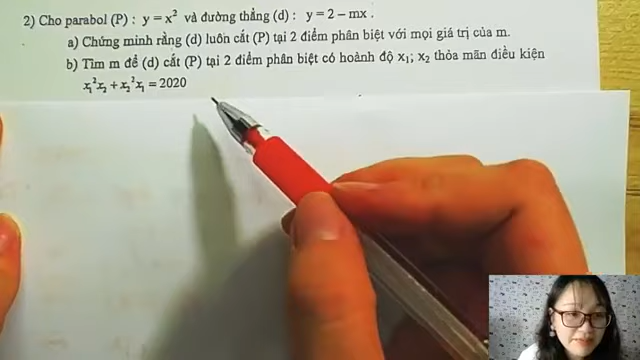 2) Cho parabol (P) : y = x² và đường thẳng (d) : y = 2 – mx .
a) Chứng minh rằng (d) luôn cắt (P) tại 2 điểm phân biệt với mọi giá trị của m.
b) Tìm m để (d) cắt (P) tại 2 điểm phân biệt có hoành độ x₁; x₂ thỏa mãn điều kiện
x₁²x₂ + x₂²x₁ = 2020